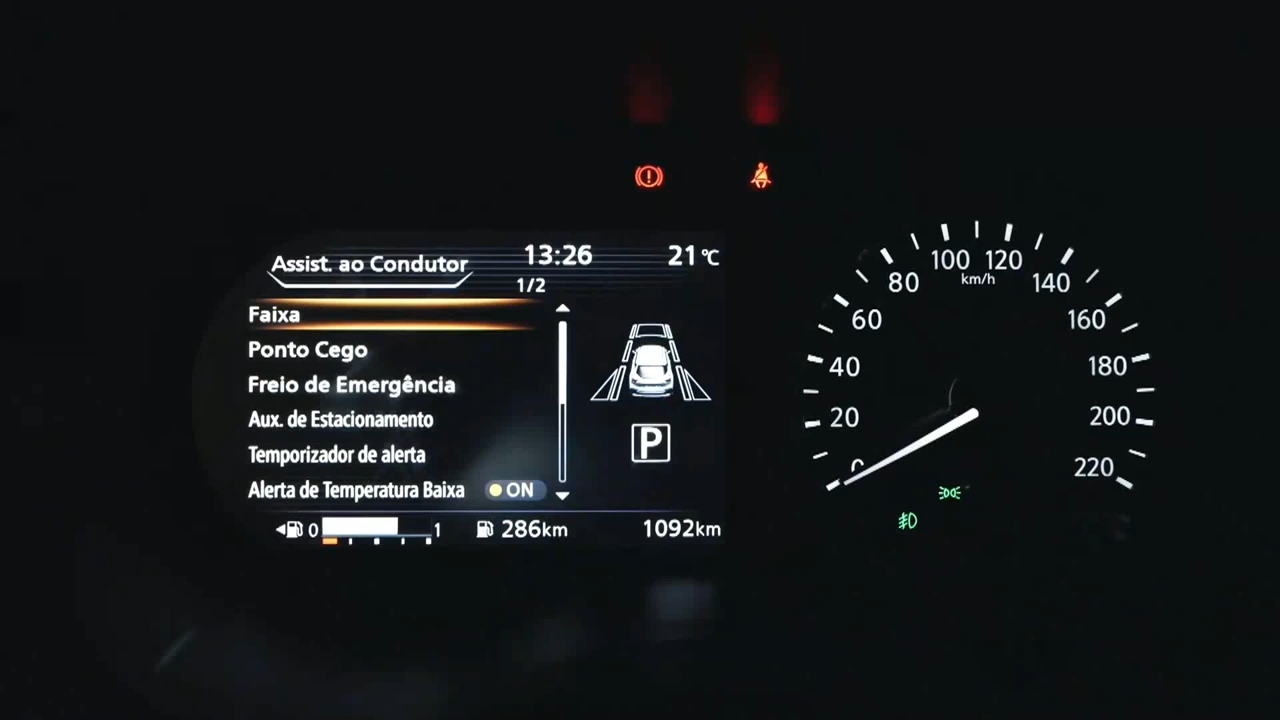 Assist. ao Condutor
13:26
21°C
1/2
Faixa
Ponto Cego
Freio de Emergência
Aux. de Estacionamento
Temporizador de alerta
Alerta de Temperatura Baixa ON
P
0 1 286km 1092km
0
20
40
60
80
100
120
140
160
180
200
220
km/h